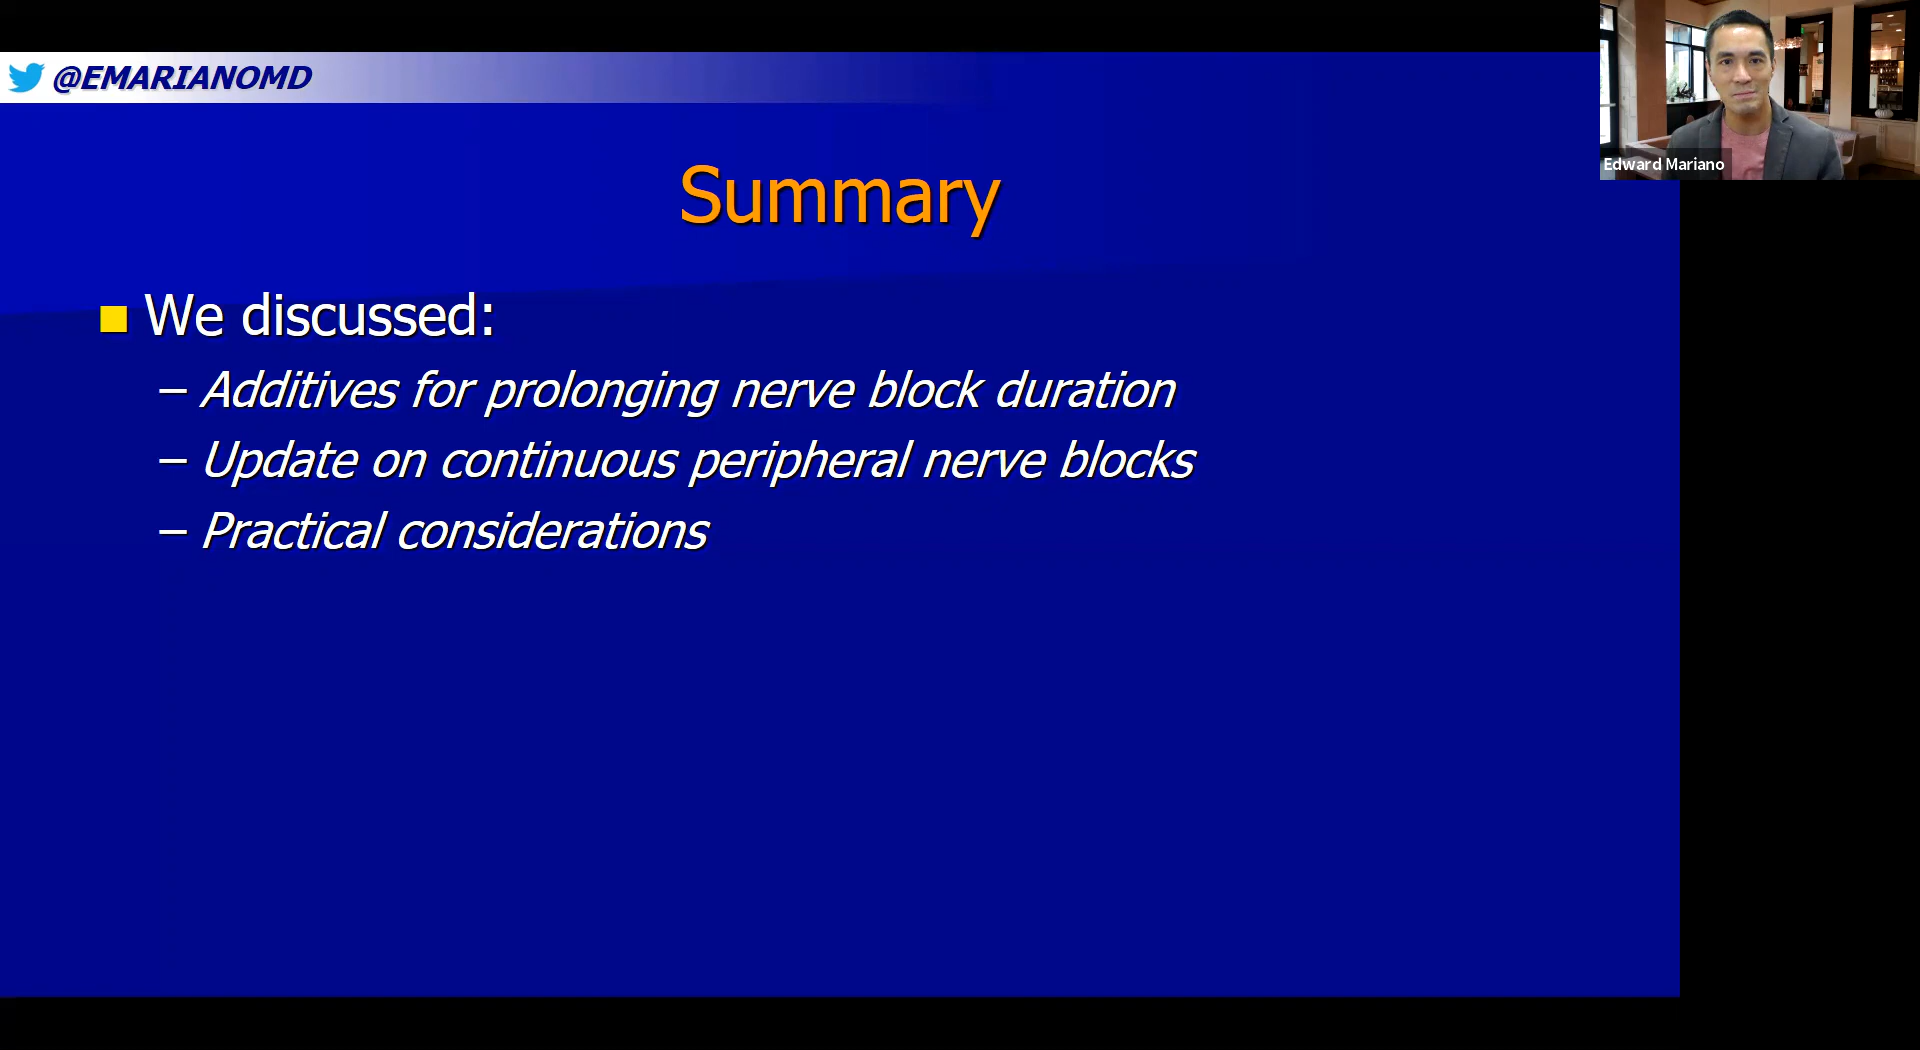 @EMARIANOMD
Edward Mariano
Summary
We discussed:
– Additives for prolonging nerve block duration
– Update on continuous peripheral nerve blocks
– Practical considerations